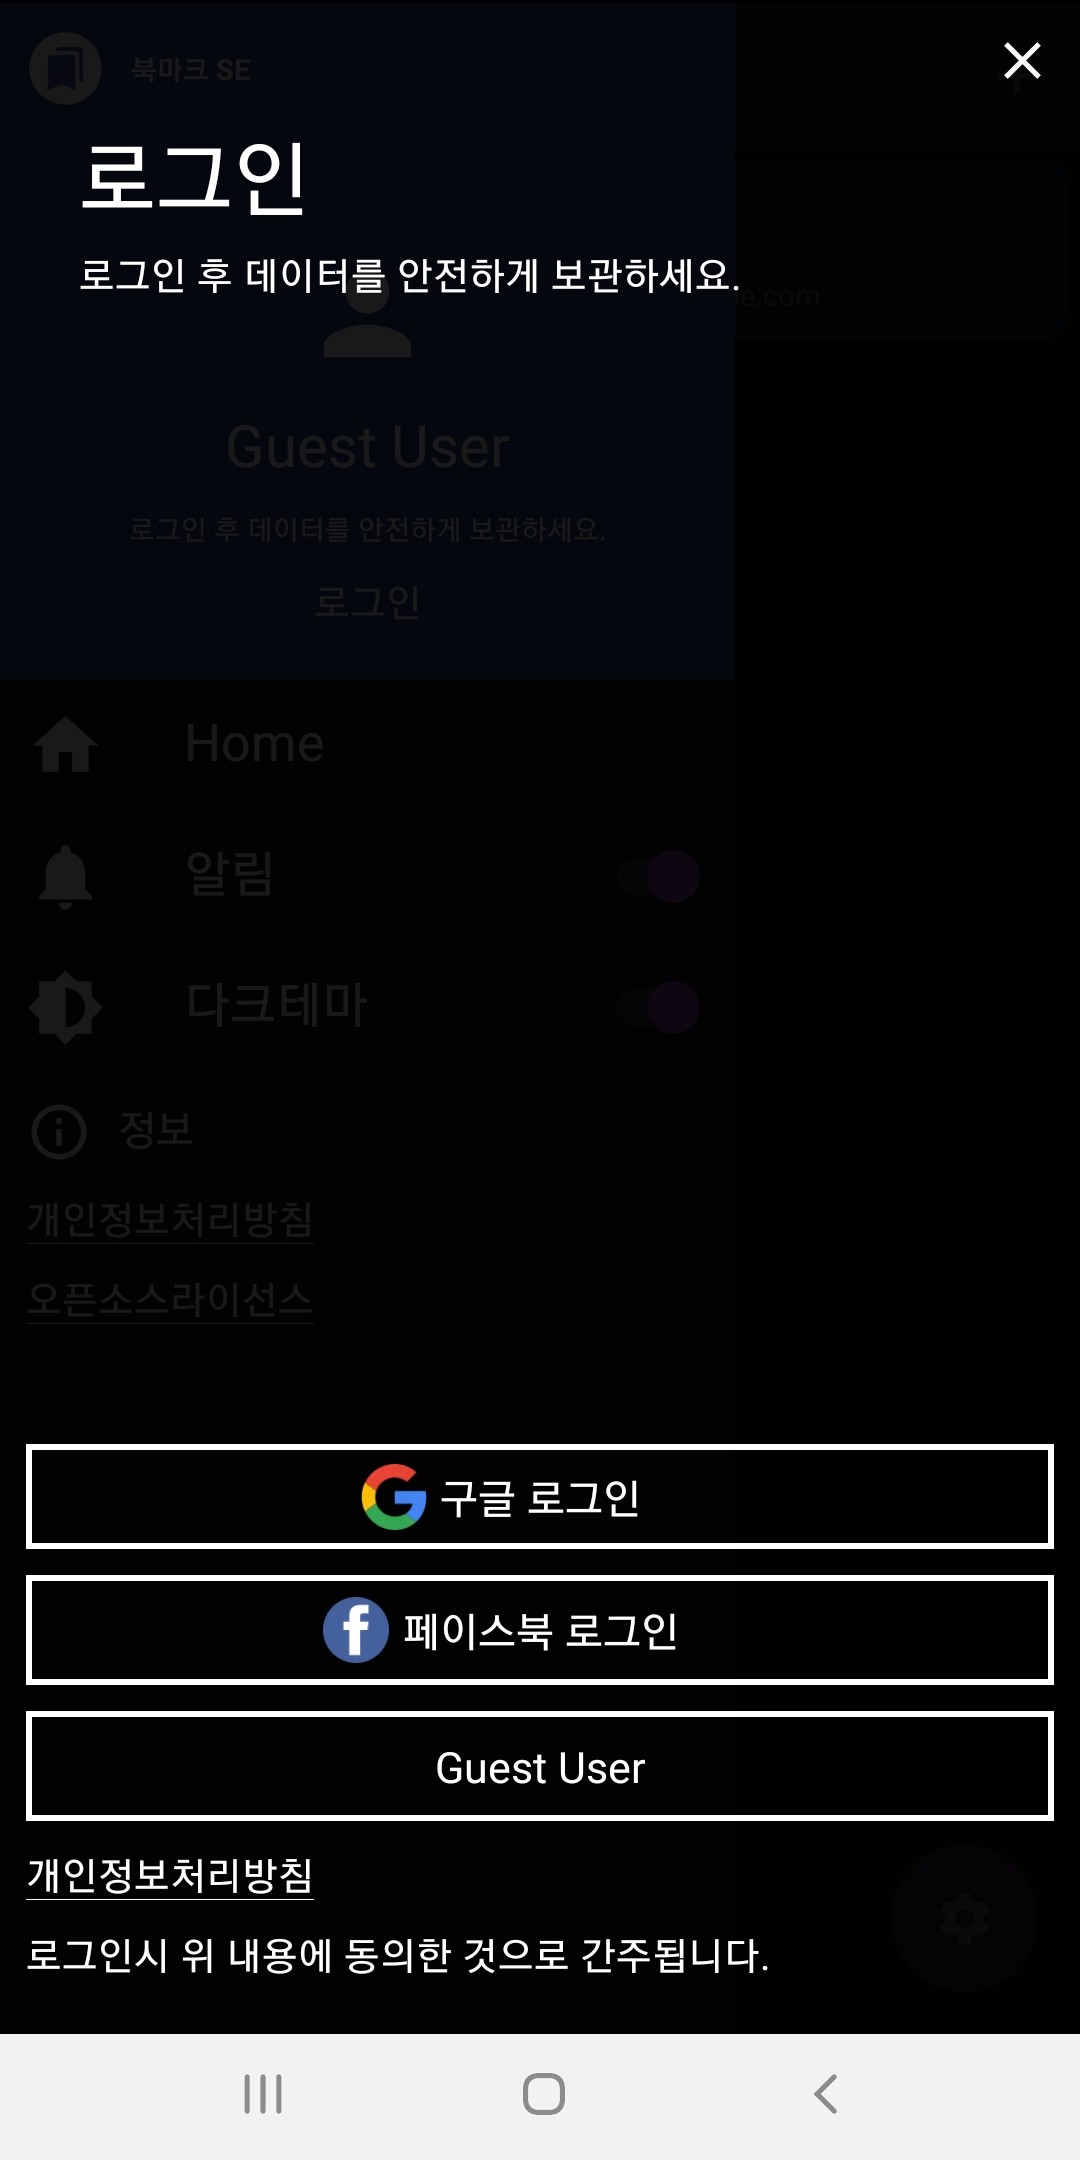 북마크 SE
로그인
로그인 후 데이터를 안전하게 보관하세요.
e.com
Guest User
로그인 후 데이터를 안전하게 보관하세요.
로그인
Home
알림
다크테마
정보
개인정보처리방침
오픈소스라이선스
구글 로그인
페이스북 로그인
Guest User
개인정보처리방침
로그인시 위 내용에 동의한 것으로 간주됩니다.